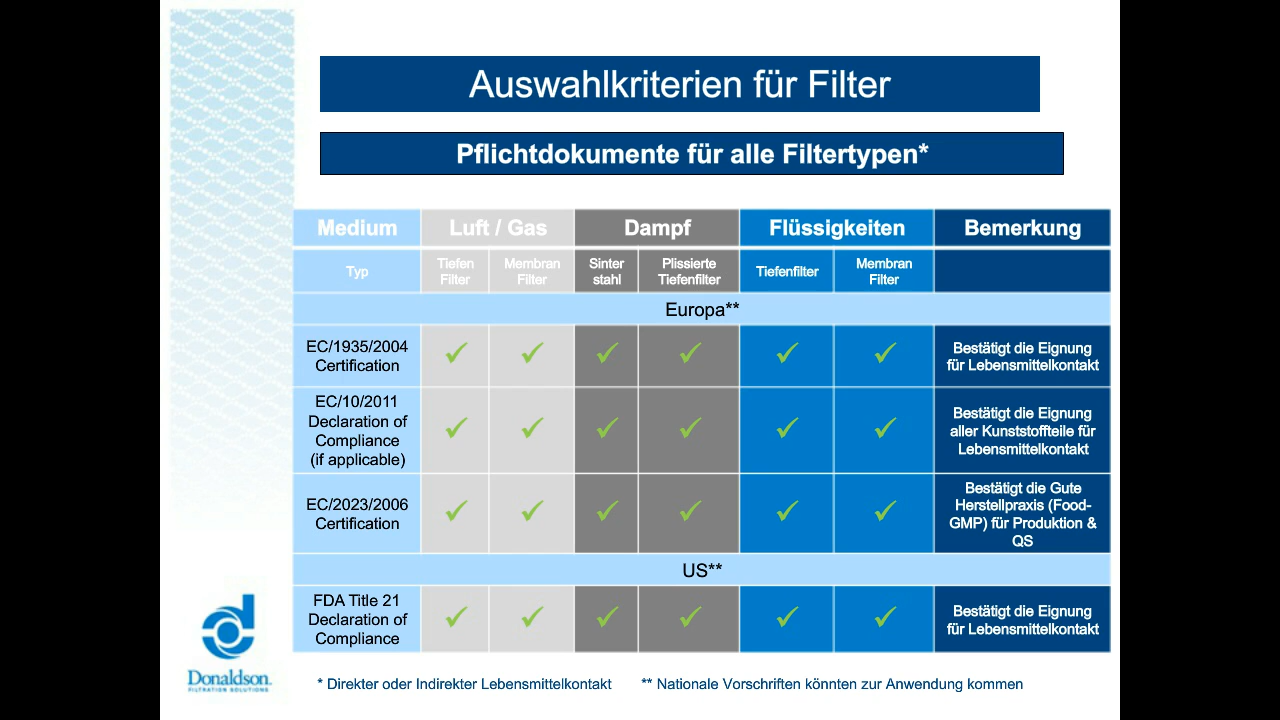 Auswahlkriterien für Filter
Pflichtdokumente für alle Filtertypen*
Medium Luft / Gas Dampf Flüssigkeiten Bemerkung
Typ
Tiefen
Filter
Membran
Filter
Sinter
stahl
Plissierte
Tiefenfilter
Tiefenfilter
Membran
Filter
Europa**
EC/1935/2004
Certification
✓ ✓ ✓ ✓ ✓ ✓
Bestätigt die Eignung
für Lebensmittelkontakt
EC/10/2011
Declaration of
Compliance
(if applicable)
✓ ✓ ✓ ✓ ✓ ✓
Bestätigt die Eignung
aller Kunststoffteile für
Lebensmittelkontakt
EC/2023/2006
Certification
✓ ✓ ✓ ✓ ✓ ✓
Bestätigt die Gute
Herstellpraxis (Food-
GMP) für Produktion &
QS
US**
FDA Title 21
Declaration of
Compliance
✓ ✓ ✓ ✓ ✓ ✓
Bestätigt die Eignung
für Lebensmittelkontakt
Donaldson.
FILTRATION SOLUTIONS
* Direkter oder Indirekter Lebensmittelkontakt ** Nationale Vorschriften könnten zur Anwendung kommen